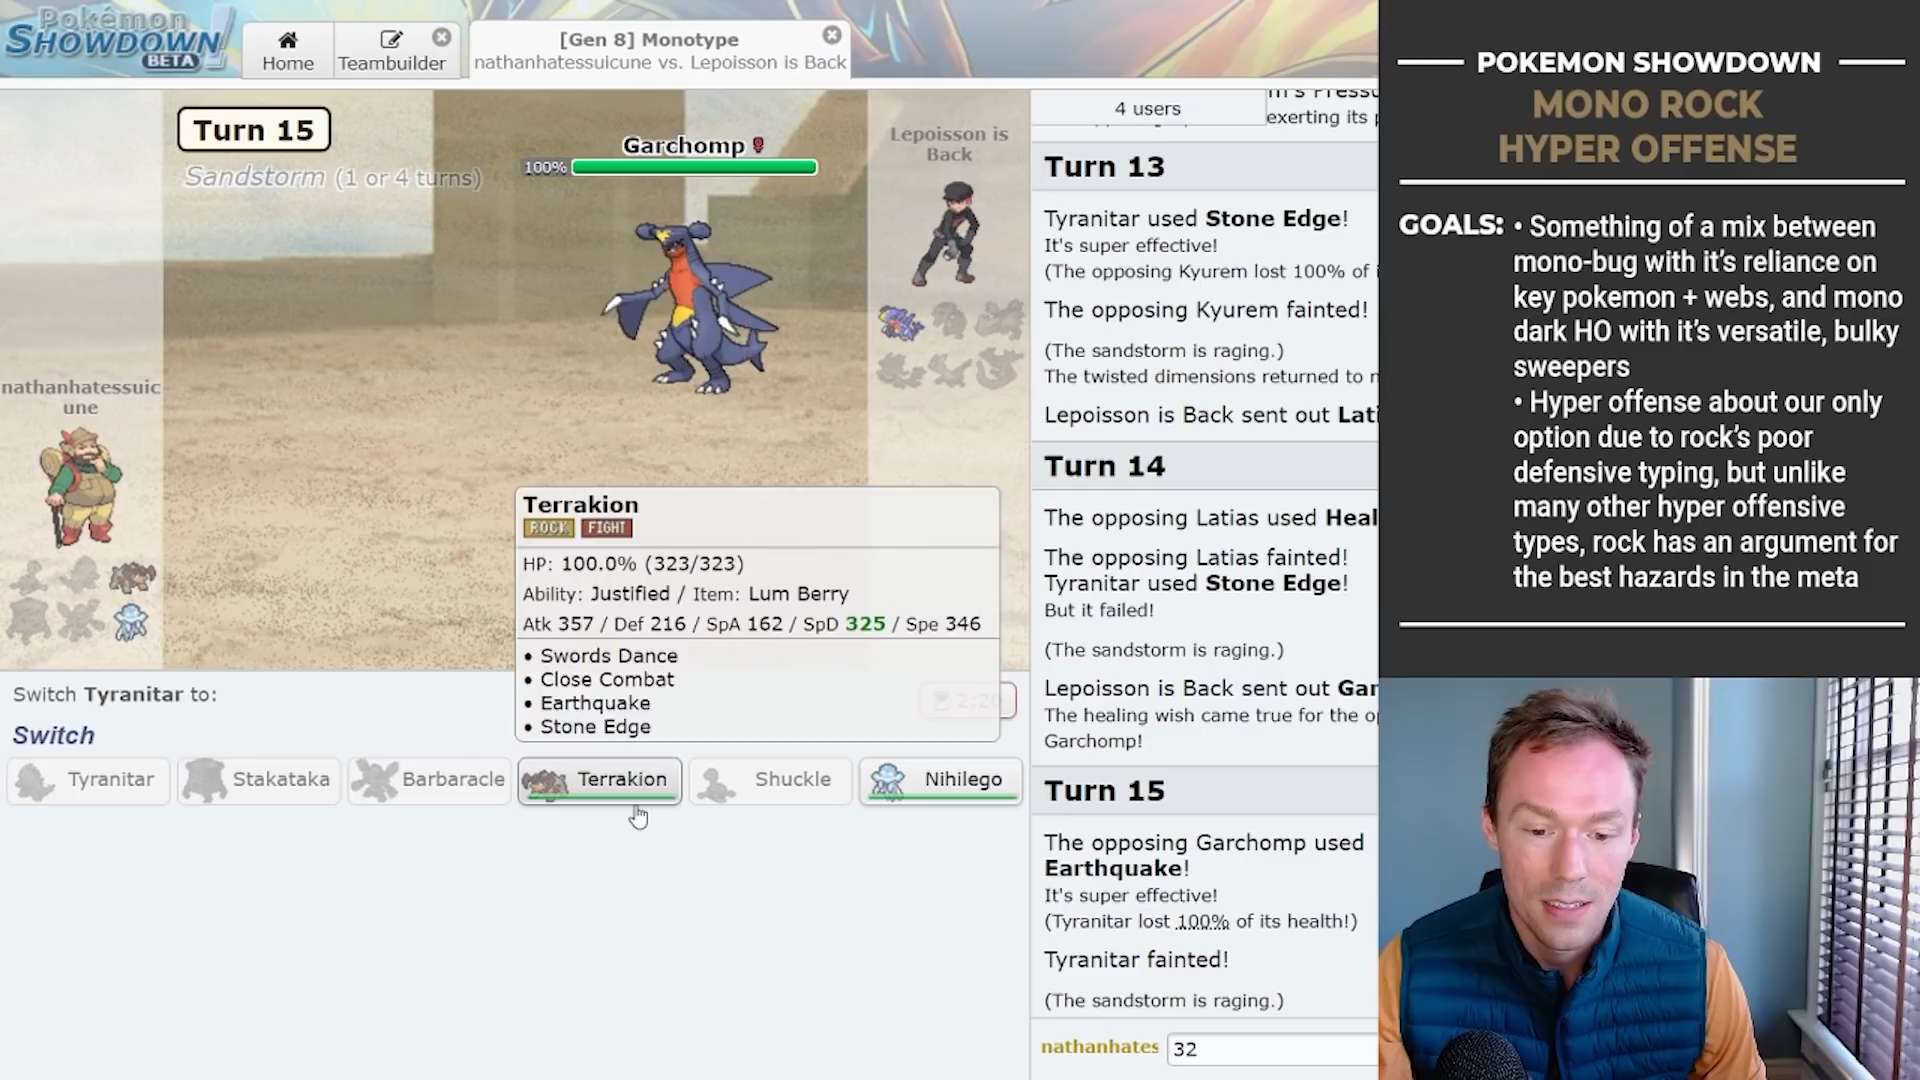 Pokémon
SHOWDOWN!
BETA
Home
Teambuilder
[Gen 8] Monotype
nathanhatessuicune vs. Lepoisson is Back
Turn 15
Sandstorm (1 or 4 turns)
Garchomp
100%
Lepoisson is
Back
nathanhatessuic
une
Terrakion
ROCK FIGHT
HP: 100.0% (323/323)
Ability: Justified / Item: Lum Berry
Atk 357 / Def 216 / SpA 162 / SpD 325 / Spe 346
• Swords Dance
• Close Combat
• Earthquake
• Stone Edge
Switch Tyranitar to:
2:20
Switch
Tyranitar
Stakataka
Barbaracle
Terrakion
Shuckle
Nihilego
4 users
exerting its
Turn 13
Tyranitar used Stone Edge!
It's super effective!
(The opposing Kyurem lost 100% of
The opposing Kyurem fainted!
(The sandstorm is raging.)
The twisted dimensions returned to
Lepoisson is Back sent out Lati
Turn 14
The opposing Latias used Heal
The opposing Latias fainted!
Tyranitar used Stone Edge!
But it failed!
(The sandstorm is raging.)
Lepoisson is Back sent out Gar
The healing wish came true for the
Garchomp!
Turn 15
The opposing Garchomp used
Earthquake!
It's super effective!
(Tyranitar lost 100% of its health!)
Tyranitar fainted!
(The sandstorm is raging.)
nathanhates
32
POKEMON SHOWDOWN
MONO ROCK
HYPER OFFENSE
GOALS: • Something of a mix between
mono-bug with it's reliance on
key pokemon + webs, and mono
dark HO with it's versatile, bulky
sweepers
• Hyper offense about our only
option due to rock's poor
defensive typing, but unlike
many other hyper offensive
types, rock has an argument for
the best hazards in the meta